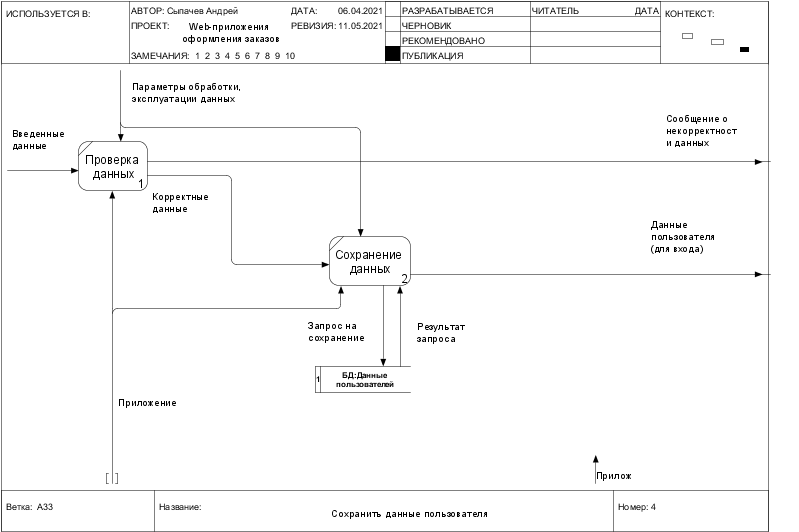 ИСПОЛЬЗУЕТСЯ В:
АВТОР: Сыпачев Андрей
ДАТА: 06.04.2021
ПРОЕКТ: Web-приложения
оформления заказов
РЕВИЗИЯ: 11.05.2021
ЗАМЕЧАНИЯ: 1 2 3 4 5 6 7 8 9 10
РАЗРАБАТЫВАЕТСЯ
ЧЕРНОВИК
РЕКОМЕНДОВАНО
ПУБЛИКАЦИЯ
ЧИТАТЕЛЬ
ДАТА
КОНТЕКСТ:
Параметры обработки,
эксплуатации данных
Введенные
данные
Проверка
данных
1
Сообщение о
некорректност
и данных
Корректные
данные
Данные
пользователя
(для входа)
Сохранение
данных
2
Запрос на
сохранение
Результат
запроса
1
БД:Данные
пользователей
Приложение
[ ]
Прилож
Ветка: А33
Название:
Сохранить данные пользователя
Номер: 4